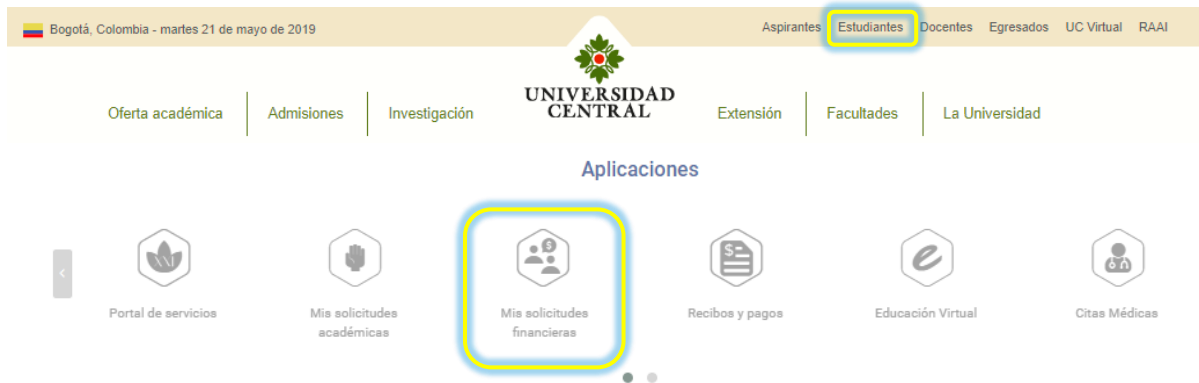 Bogotá, Colombia - martes 21 de mayo de 2019
Aspirantes Estudiantes Docentes Egresados UC Virtual RAAI
UNIVERSIDAD
CENTRAL
Oferta académica Admisiones Investigación Extensión Facultades La Universidad
Aplicaciones
XXI
$
$
e
Portal de servicios Mis solicitudes académicas Mis solicitudes financieras Recibos y pagos Educación Virtual Citas Médicas